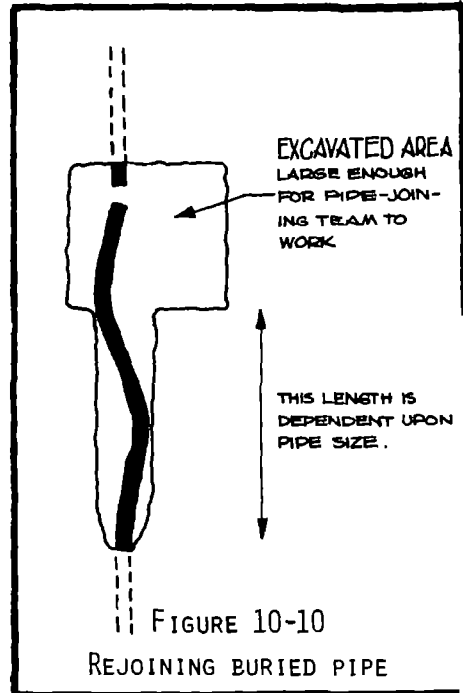 EXCAVATED AREA
LARGE ENOUGH
FOR PIPE-JOIN-
ING TEAM TO
WORK
THIS LENGTH IS
DEPENDENT UPON
PIPE SIZE.
FIGURE 10-10
REJOINING BURIED PIPE